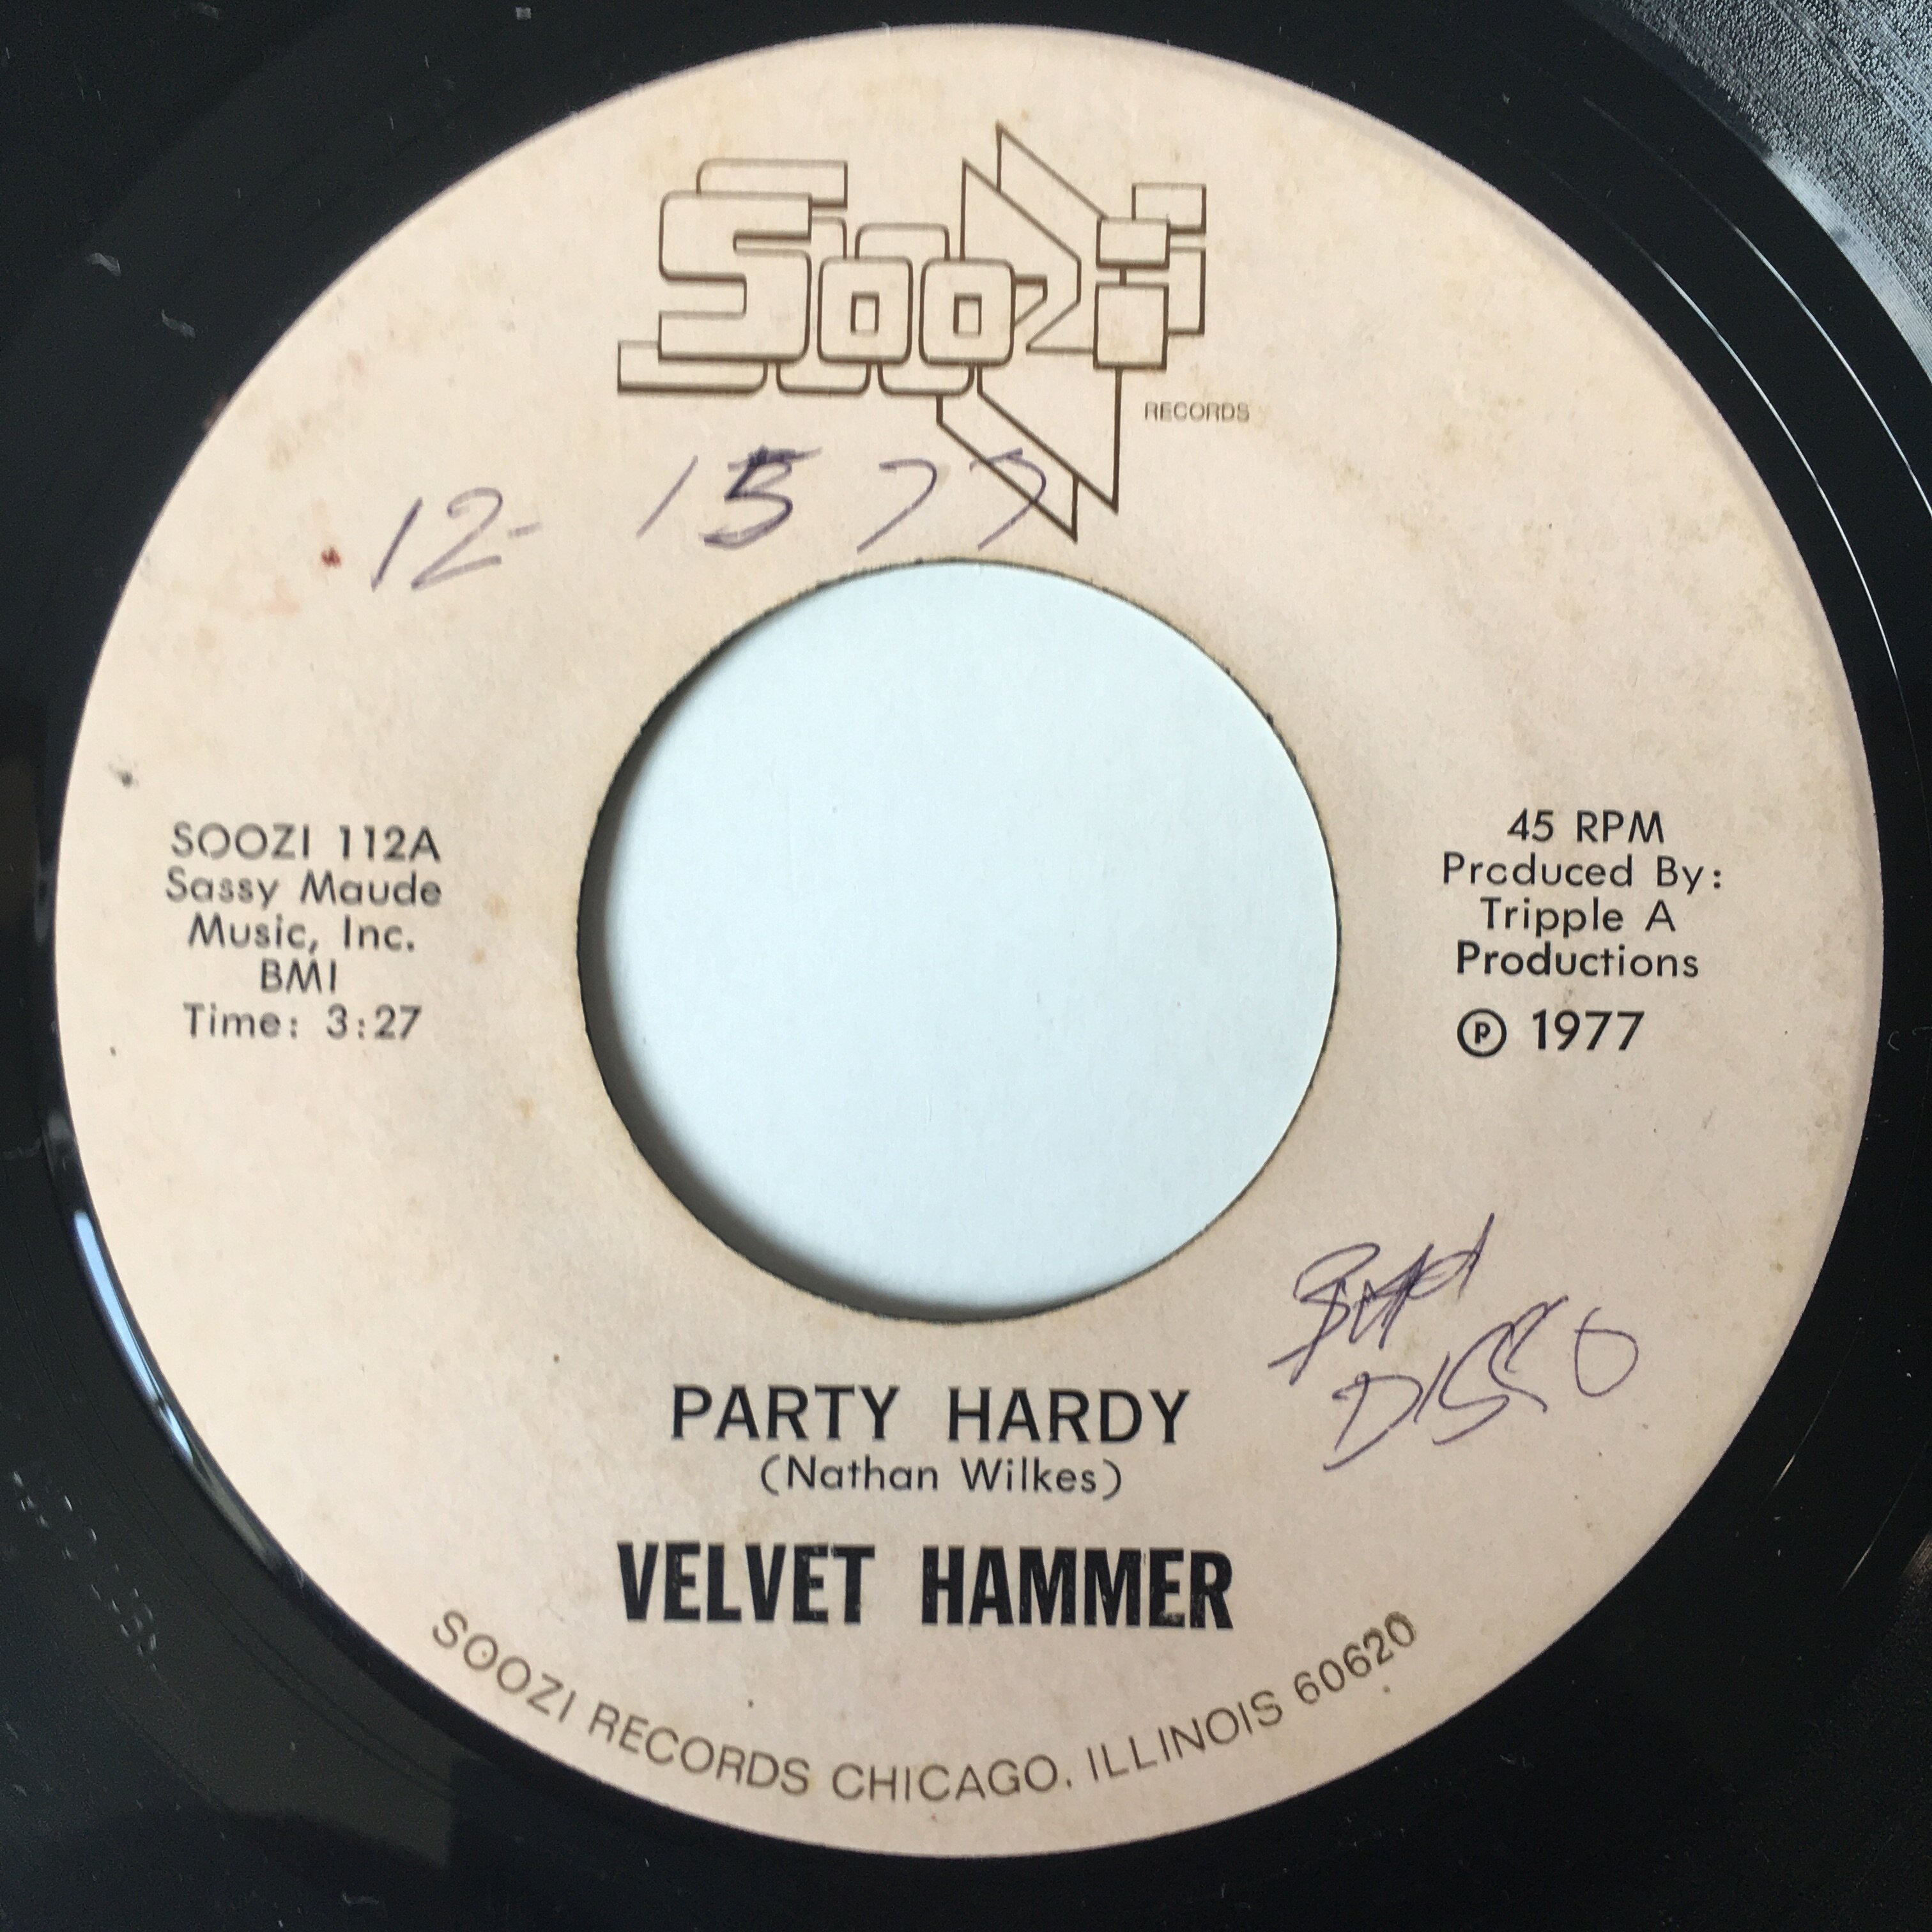 Soozi
RECORDS
12- 15 77
SOOZI 112A
Sassy Maude
Music, Inc.
BMI
Time: 3:27
45 RPM
Produced By:
Tripple A
Productions
Ⓟ 1977
DISCO
PARTY HARDY
(Nathan Wilkes)
VELVET HAMMER
SOOZI RECORDS CHICAGO, ILLINOIS 60620